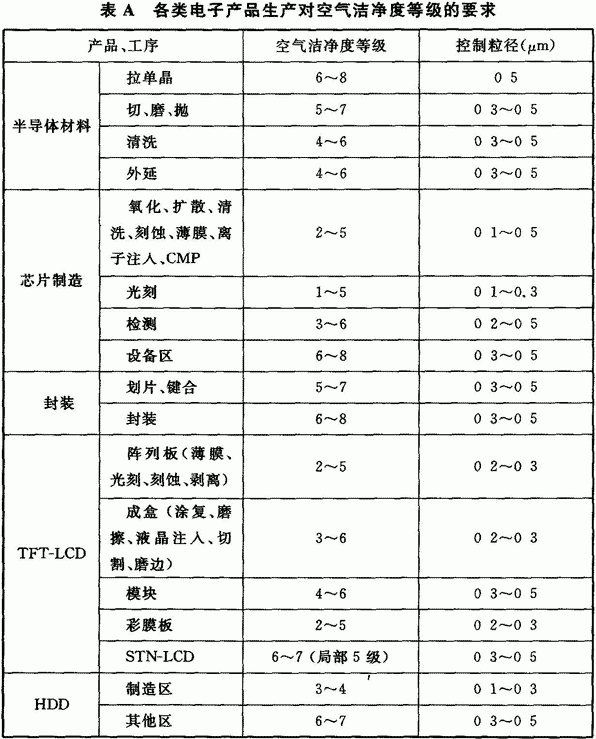 表 A 各类电子产品生产对空气洁净度等级的要求
产品、工序 空气洁净度等级 控制粒径(μm)
半导体材料
拉单晶 6～8 0 5
切、磨、抛 5～7 0 3～0 5
清洗 4～6 0 3～0 5
外延 4～6 0 3～0 5
芯片制造
氧化、扩散、清
洗、刻蚀、薄膜、离
子注入、CMP
2～5 0 1～0 5
光刻 1～5 0 1～0.3
检测 3～6 0 2～0 5
设备区 6～8 0 3～0 5
封装
划片、键合 5～7 0 3～0 5
封装 6～8 0 3～0 5
TFT-LCD
阵列板(薄膜、
光刻、刻蚀、剥离)
2～5 0 2～0 3
成盒(涂复、磨
擦、液晶注入、切
割、磨边)
3～6 0 2～0 3
模块 4～6 0 3～0 5
彩膜板 2～5 0 2～0 3
STN-LCD 6～7(局部 5 级) 0 3～0 5
HDD
制造区 3～4 0 1～0 3
其他区 6～7 0 3～0 5